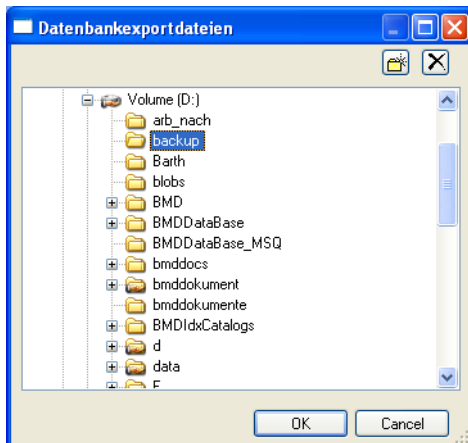 Datenbankexportdateien
Volume (D:)
arb_nach
backup
Barth
blobs
BMD
BMDDataBase
BMDDataBase_MSQ
bmddocs
bmddokument
bmddokumente
BMDIdxCatalogs
d
data
OK
Cancel